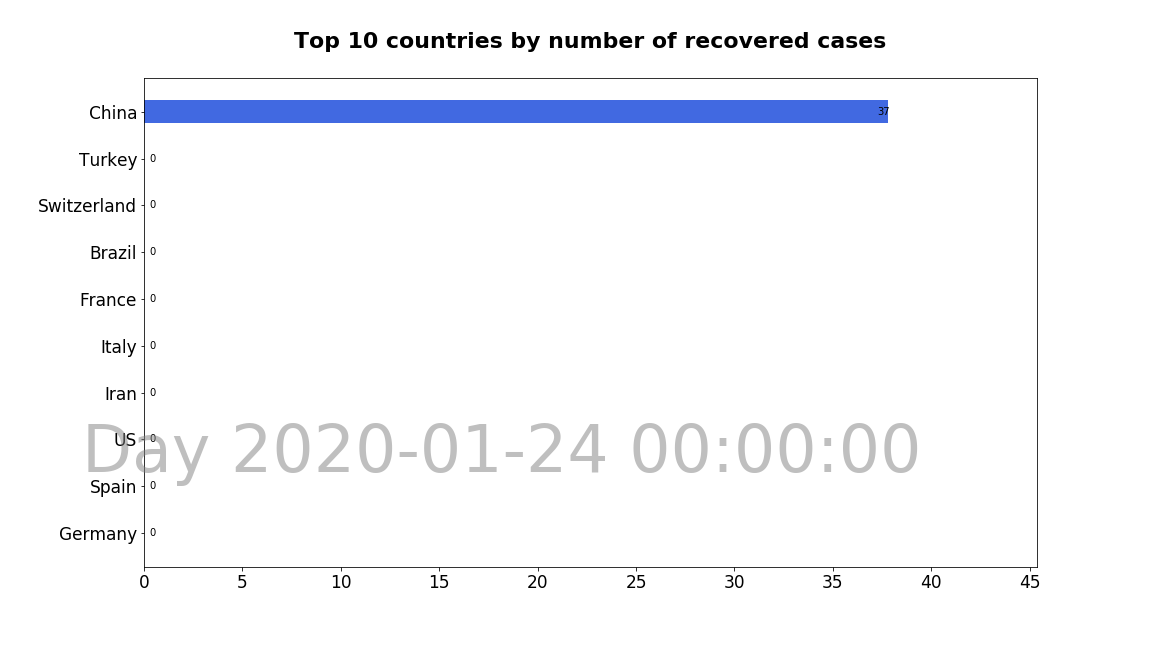 Top 10 countries by number of recovered cases
China 37
Turkey 0
Switzerland 0
Brazil 0
France 0
Italy 0
Iran 0
US 0
Day 2020-01-24 00:00:00
Spain 0
Germany 0
0 5 10 15 20 25 30 35 40 45